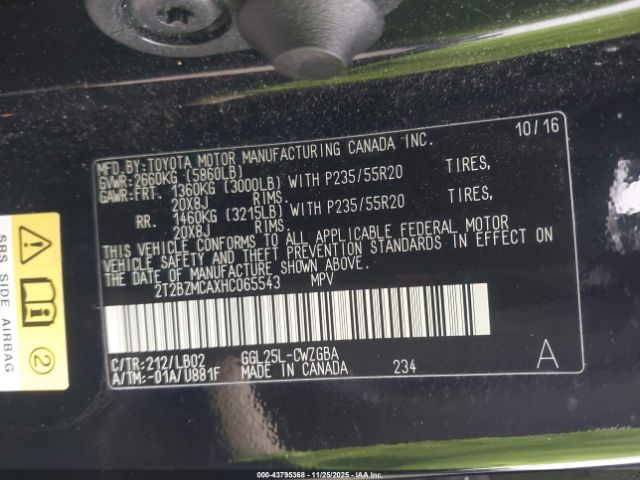 MFD.BY:TOYOTA MOTOR MANUFACTURING CANADA INC. 10/16
GVWR:2660KG (5860LB)
GAWR:FRT. 1360KG (3000LB) WITH P235/55R20 TIRES,
20X8J RIMS.
RR. 1460KG (3215LB) WITH P235/55R20 TIRES,
20X8J RIMS.
THIS VEHICLE CONFORMS TO ALL APPLICABLE FEDERAL MOTOR
VEHICLE SAFETY AND THEFT PREVENTION STANDARDS IN EFFECT ON
THE DATE OF MANUFACTURE SHOWN ABOVE.
2T2BZMCAXHC065543 MPV
C/TR:212/LB02 GGL25L-CWZGBA
A/TM:-01A/U881F MADE IN CANADA 234 A
SRS SIDE AIRBAG
2
000-43795368 - 11/25/2025 - IAA